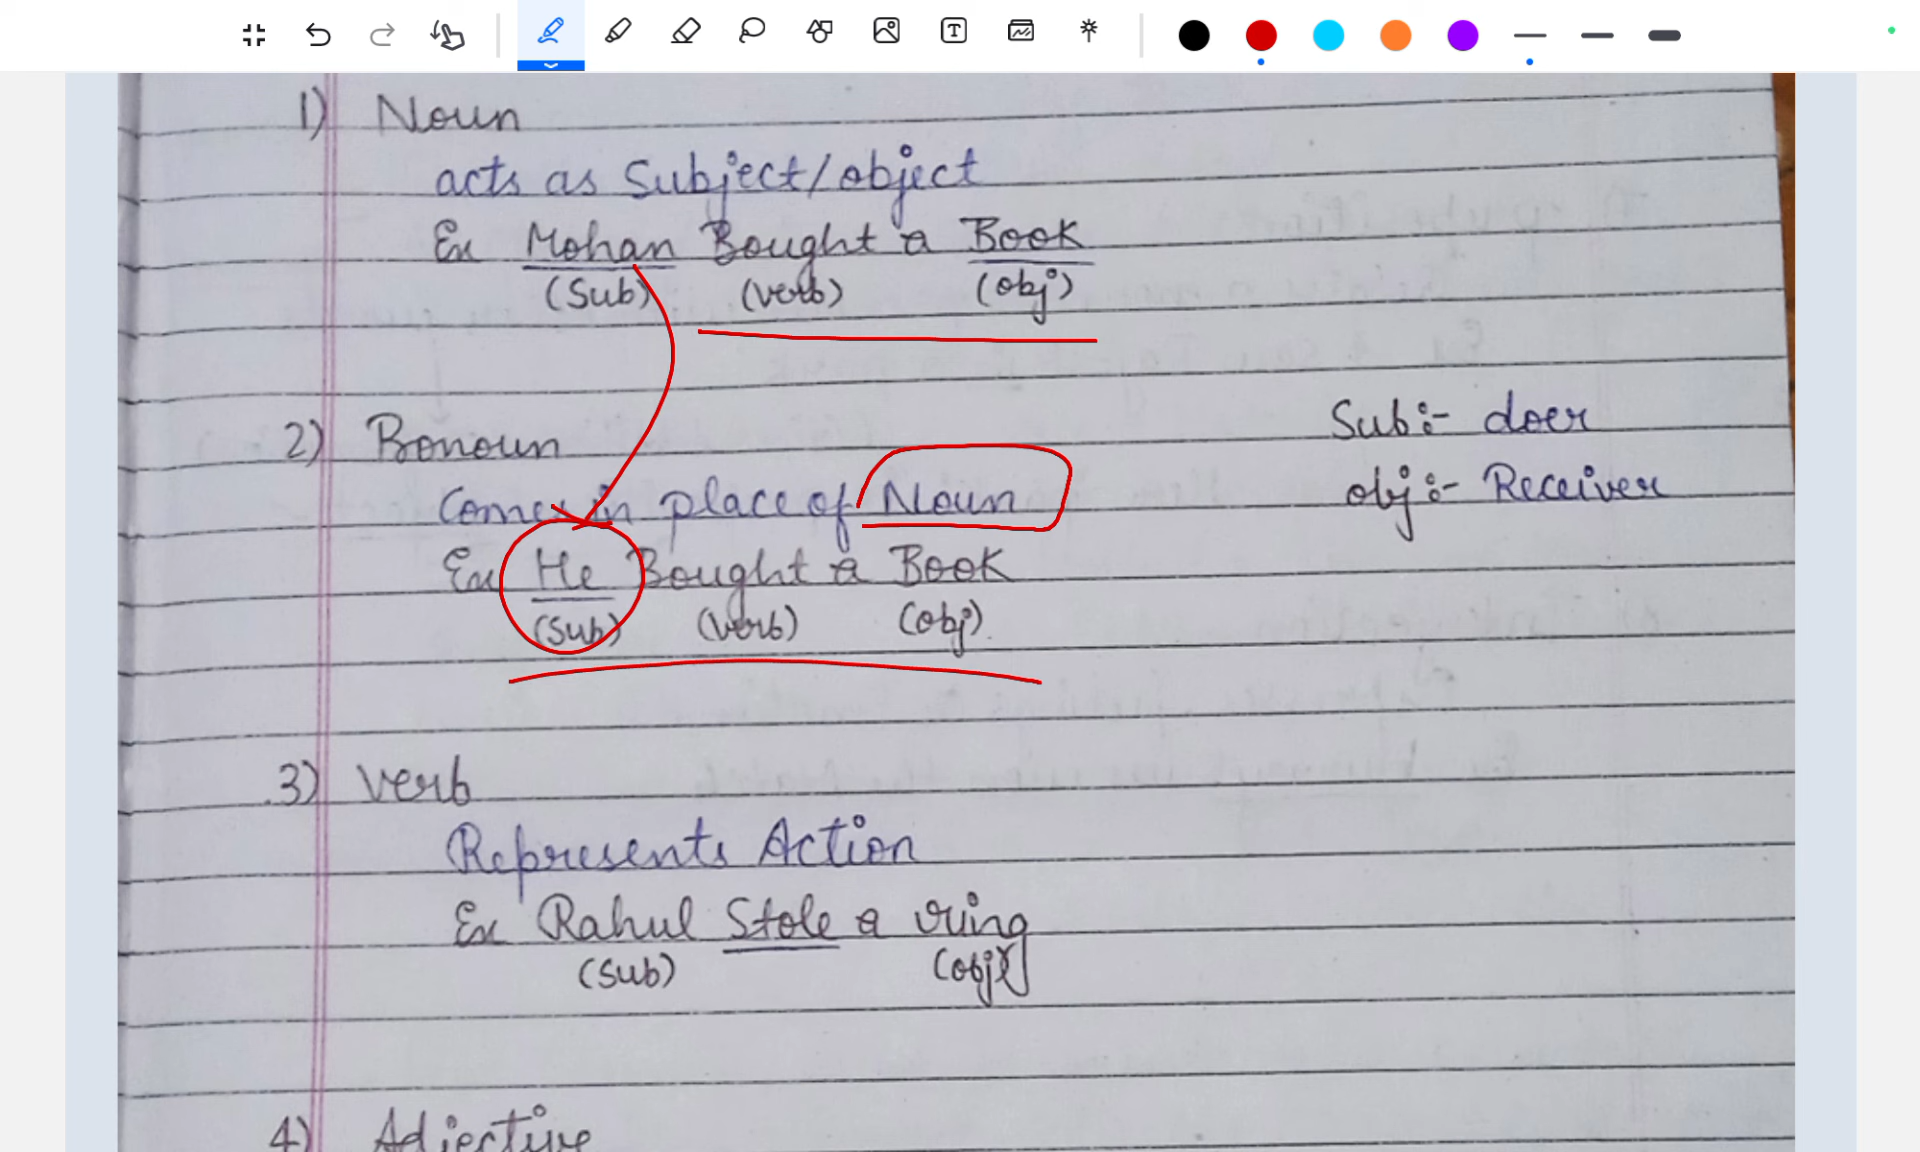 1) Noun
acts as Subject/object
Ex Mohan Bought a Book
(Sub) (verb) (obj)
2) Pronoun
Comes in place of Noun
Ex He Bought a Book
(Sub) (verb) (obj).
Sub:- doer
obj:- Receiver
3) verb
Represents Action
Ex Rahul Stole a ring
(Sub) (obj)
4) Adjective